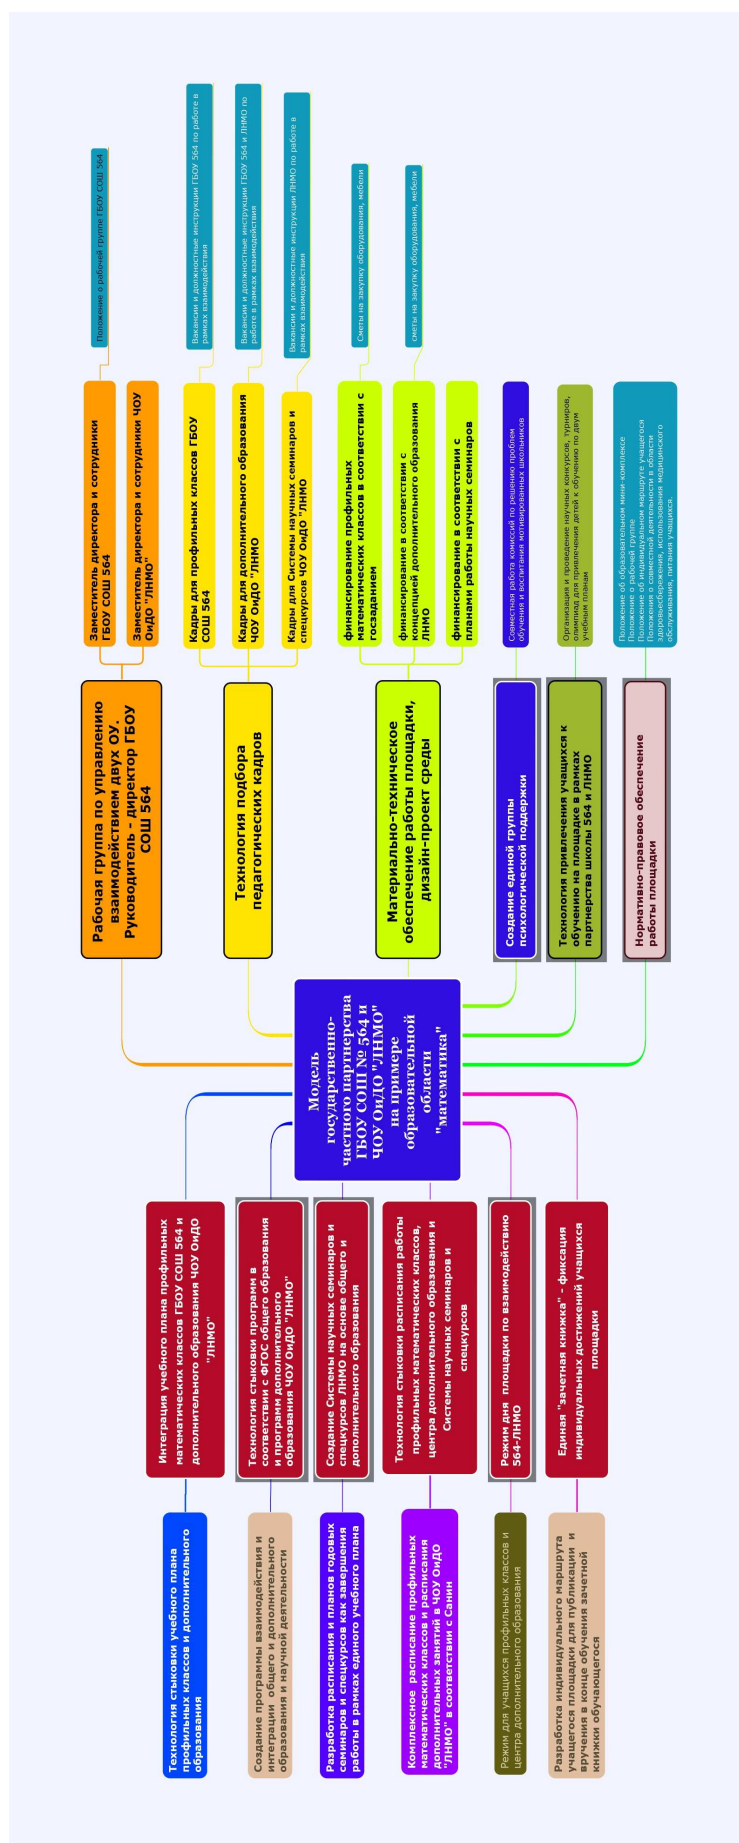 Модель
государственно-
частного партнерства
ГБОУ СОШ № 564 и
ЧОУ ОиДО "ЛНМО"
на примере
образовательной
области
"математика"
Рабочая группа по управлению
взаимодействием двух ОУ.
Руководитель – директор ГБОУ
СОШ 564
Заместитель директора и сотрудники
ГБОУ СОШ 564
Положение о рабочей группе ГБОУ СОШ 564
Заместитель директора и сотрудники ЧОУ
ОиДО "ЛНМО"
Технология подбора
педагогических кадров
Кадры для профильных классов ГБОУ
СОШ 564
Вакансии и должностные инструкции ГБОУ 564 по работе в
рамках взаимодействия
Кадры для дополнительного образования
ЧОУ ОиДО "ЛНМО
Вакансии и должностные инструкции ГБОУ 564 и ЛНМО по
работе в рамках взаимодействия
Кадры для Системы научных семинаров и
спецкурсов ЧОУ ОиДО "ЛНМО"
Вакансии и должностные инструкции ЛНМО по работе в
рамках взаимодействия
Материально-техническое
обеспечение работы площадки,
дизайн-проект среды
финансирование профильных
математических классов в соответствии с
госзаданием
Сметы на закупку оборудования, мебели
финансирование в соответствии с
концепцией дополнительного образования
ЛНМО
сметы на закупку оборудования, мебели
финансирование в соответствии с
планами работы научных семинаров
Создание единой группы
психологической поддержки
Совместная работа комиссий по решению проблем
обучения и воспитания мотивированных школьников
Технология привлечения учащихся к
обучению на площадке в рамках
партнерства школы 564 и ЛНМО
Организация и проведение научных конкурсов, турниров,
олимпиад для привлечения детей к обучению по двум
учебным планам
Нормативно-правовое обеспечение
работы площадки
Положение об образовательном мини-комплексе
Положение о рабочей группе
Положение об индивидуальном маршруте учащегося
Положения о совместной деятельности в области
здоровьесбережения, использования медицинского
обслуживания, питания учащихся.
Интеграция учебного плана профильных
математических классов ГБОУ СОШ 564 и
дополнительного образования ЧОУ ОиДО
"ЛНМО"
Технология стыковки учебного плана
профильных классов и дополнительного
образования
Технология стыковки программ в
соответствии с ФГОС общего образования
и программ дополнительного
образования ЧОУ ОиДО "ЛНМО"
Создание программы взаимодействия и
интеграции общего и дополнительного
образования и научной деятельности
Создание Системы научных семинаров и
спецкурсов ЛНМО на основе общего и
дополнительного образования
Разработка расписания и планов годовых
семинаров и спецкурсов как завершения
работы в рамках единого учебного плана
Технология стыковки расписания работы
профильных математических классов,
центра дополнительного образования и
Системы научных семинаров и
спецкурсов
Комплексное расписание профильных
математических классов и расписания
дополнительных занятий в ЧОУ ОиДО
"ЛНМО" в соответствии с Санин
Режим дня площадки по взаимодействию
564-ЛНМО
Режим для учащихся профильных классов и
центра дополнительного образования
Единая "зачетная книжка" – фиксация
индивидуальных достижений учащихся
площадки
Разработка индивидуального маршрута
учащегося площадки для публикации и
вручения в конце обучения зачетной
книжки обучающегося